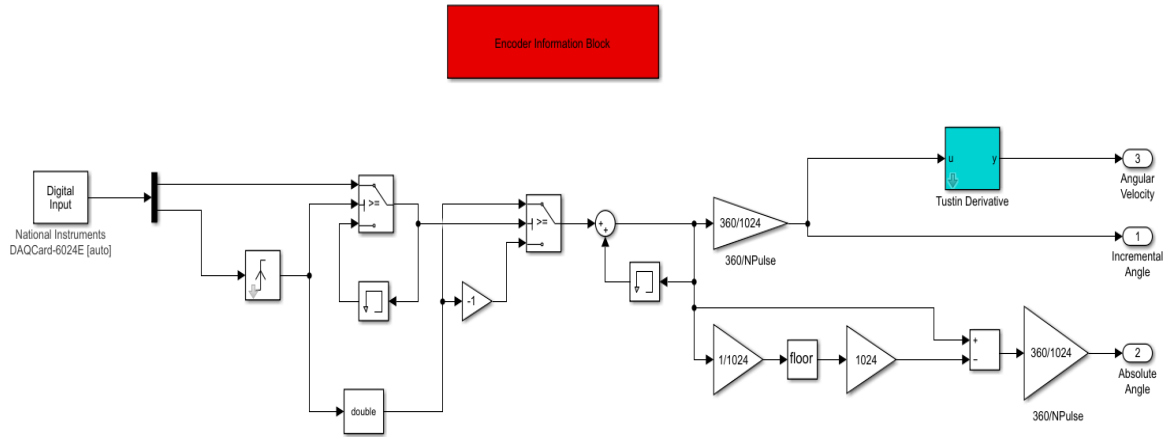 Encoder Information Block
Digital
Input
National Instruments
DAQCard-6024E [auto]
>=
double
-1
>=
+
+
360/1024
360/NPulse
u
y
Tustin Derivative
3
Angular
Velocity
1
Incremental
Angle
1/1024
floor
1024
+
−
360/1024
360/NPulse
2
Absolute
Angle